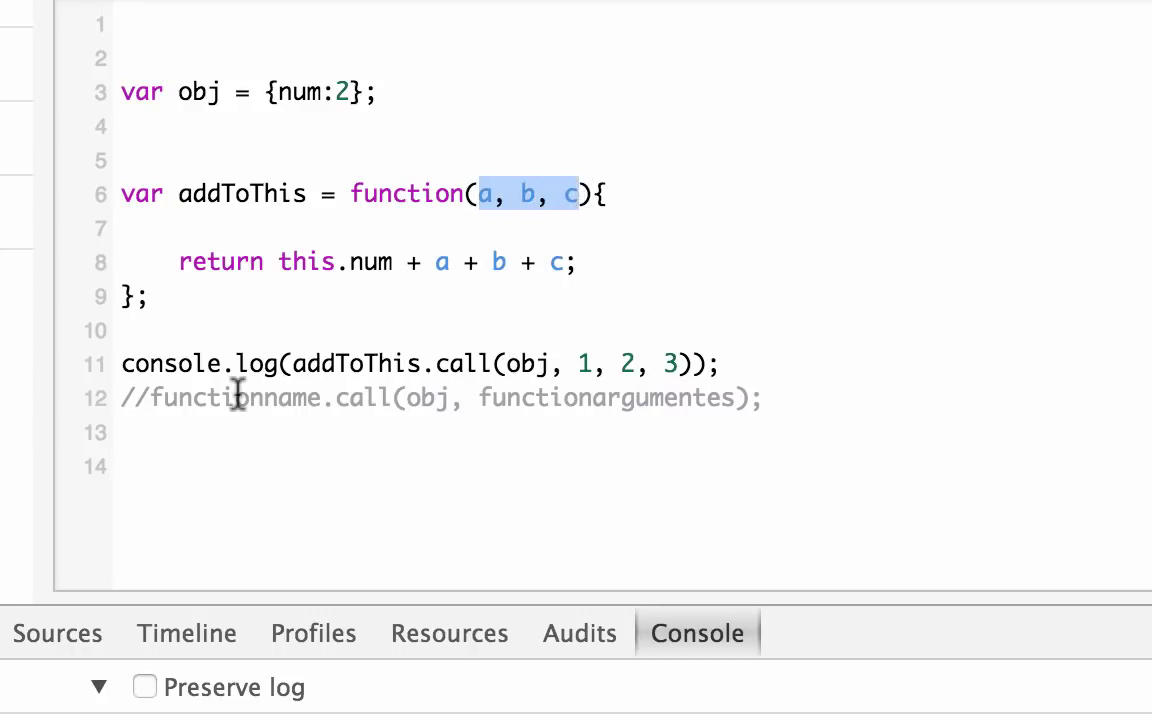 1
2
3 var obj = {num:2};
4
5
6 var addToThis = function(a, b, c){
7
8 return this.num + a + b + c;
9 };
10
11 console.log(addToThis.call(obj, 1, 2, 3));
12 //functionname.call(obj, functionargumentes);
13
14
Sources Timeline Profiles Resources Audits Console
▼ Preserve log